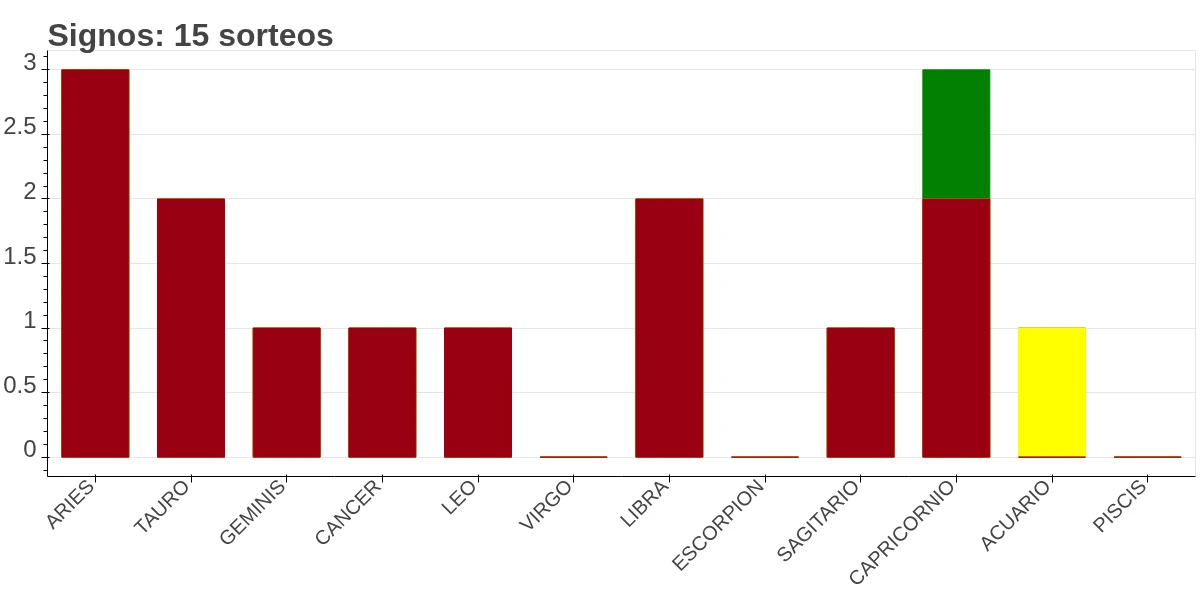 Signos: 15 sorteos
3
2.5
2
1.5
1
0.5
0
ARIES
TAURO
GEMINIS
CANCER
LEO
VIRGO
LIBRA
ESCORPION
SAGITARIO
CAPRICORNIO
ACUARIO
PISCIS